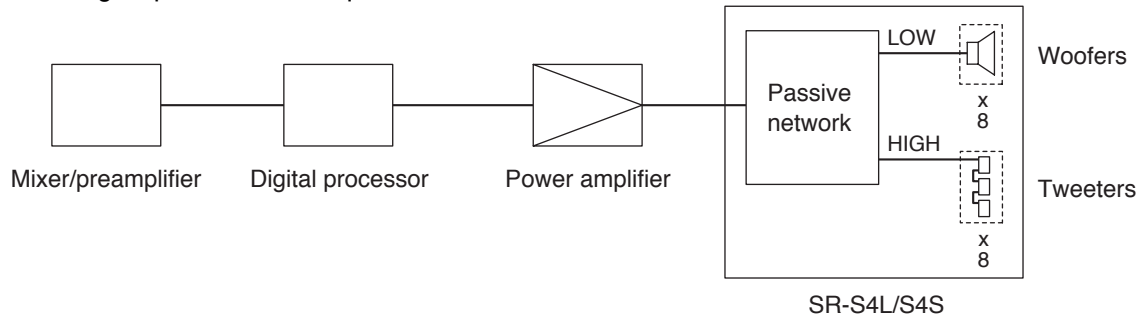 LOW
Woofers
x
8
Passive
network
HIGH
Mixer/preamplifier
Digital processor
Power amplifier
Tweeters
x
8
SR-S4L/S4S